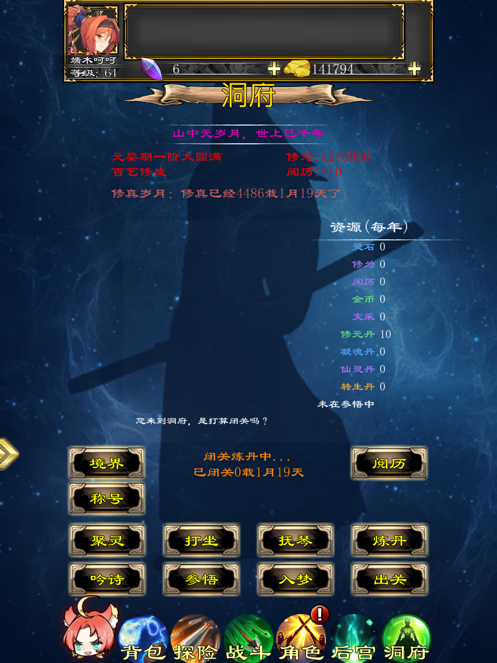 端木呵呵
等级: 64
6
141794
洞府
山中无岁月，世上已千年
元婴期一阶大圆满
百艺修成
阅历:
修真岁月：修真已经4486载1月19天了
资源(每年)
灵石 0
修为 0
阅历 0
金币 0
文采 0
修元丹 10
凝魂丹 0
仙灵丹 0
转生丹 0
未在参悟中
您来到洞府，是打算闭关吗？
境界
闭关炼丹中...
已闭关0载1月19天
阅历
称号
聚灵 打坐 抚琴 炼丹
吟诗 参悟 入梦 出关
背包 探险 战斗 角色 后宫 洞府